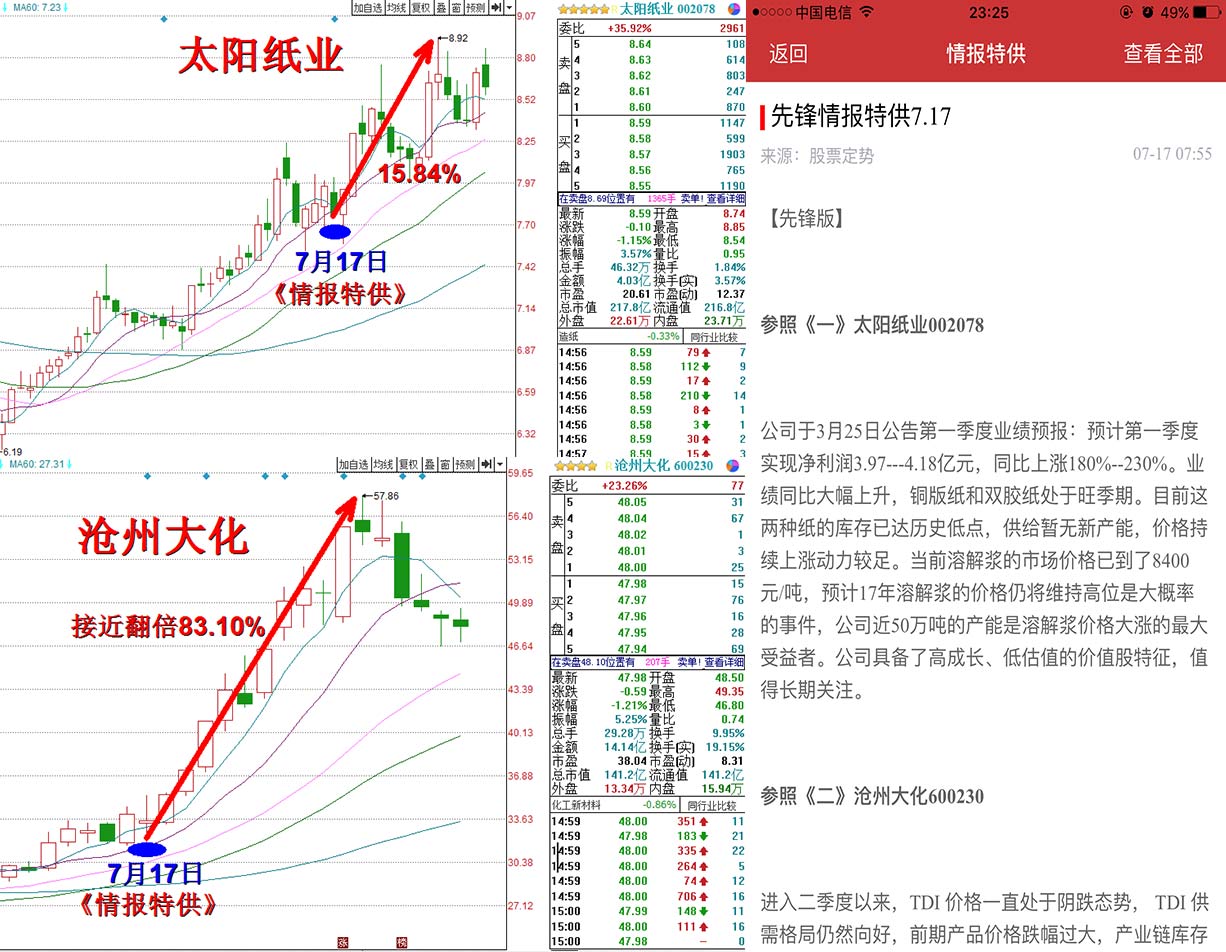 MA60: 7.23
加自选 均线 复权 叠 窗 预测
太阳纸业
8.92
15.84%
7月17日
《情报特供》
6.19
9.07
8.80
8.52
8.25
7.97
7.70
7.42
7.14
6.87
6.59
6.32
R 太阳纸业 002078
委比 +35.92% 2961
卖盘
5 8.64 108
4 8.63 614
3 8.62 803
2 8.61 247
1 8.60 870
买盘
1 8.59 1147
2 8.58 599
3 8.57 1903
4 8.56 765
5 8.55 1190
在卖盘8.69位置有 1365手 卖单! 查看详细
最新 8.59 开盘 8.74
涨跌 -0.10 最高 8.85
涨幅 -1.15% 最低 8.54
振幅 3.57% 量比 0.95
总手 46.32万 换手 1.84%
金额 4.03亿 换手(实) 3.57%
市盈 20.61 市盈(动) 12.37
总市值 217.8亿 流通值 216.8亿
外盘 22.61万 内盘 23.71万
造纸 -0.33% 同行业比较
14:56 8.59 79 7
14:56 8.58 112 9
14:56 8.59 17 2
14:56 8.58 210 14
14:56 8.59 8 1
14:56 8.58 3 1
14:56 8.59 30 2
14:57 8.59 15 3
MA60: 27.31
加自选 均线 复权 叠 窗 预测
沧州大化
57.86
接近翻倍83.10%
7月17日
《情报特供》
涨 榜
59.65
56.40
53.15
49.89
46.64
43.39
40.13
36.88
33.63
30.38
27.12
R 沧州大化 600230
委比 +23.26% 77
卖盘
5 48.05 31
4 48.04 67
3 48.02 1
2 48.01 3
1 48.00 25
买盘
1 47.98 15
2 47.97 76
3 47.96 16
4 47.95 28
5 47.94 69
在卖盘48.10位置有 207手 卖单! 查看详细
最新 47.98 开盘 48.50
涨跌 -0.59 最高 49.35
涨幅 -1.21% 最低 46.80
振幅 5.25% 量比 0.74
总手 29.28万 换手 9.95%
金额 14.14亿 换手(实) 19.15%
市盈 38.04 市盈(动) 8.31
总市值 141.2亿 流通值 141.2亿
外盘 13.34万 内盘 15.94万
化工新材料 -0.86% 同行业比较
14:59 48.00 351 11
14:59 47.98 183 21
14:59 48.00 335 22
14:59 48.00 264 5
14:59 48.00 74 12
14:59 48.00 706 16
15:00 47.99 148 11
15:00 48.00 111 16
15:00 47.98 — 0
中国电信 23:25 49%
返回 情报特供 查看全部
先锋情报特供7.17
来源：股票定势 07-17 07:55
【先锋版】
参照《一》太阳纸业002078
公司于3月25日公告第一季度业绩预报：预计第一季度
实现净利润3.97---4.18亿元，同比上涨180%--230%。业
绩同比大幅上升，铜版纸和双胶纸处于旺季期。目前这
两种纸的库存已达历史低点，供给暂无新产能，价格持
续上涨动力较足。当前溶解浆的市场价格已到了8400
元/吨，预计17年溶解浆的价格仍将维持高位是大概率
的事件，公司近50万吨的产能是溶解浆价格大涨的最大
受益者。公司具备了高成长、低估值的价值股特征，值
得长期关注。
参照《二》沧州大化600230
进入二季度以来，TDI 价格一直处于阴跌态势， TDI 供
需格局仍然向好，前期产品价格跌幅过大，产业链库存